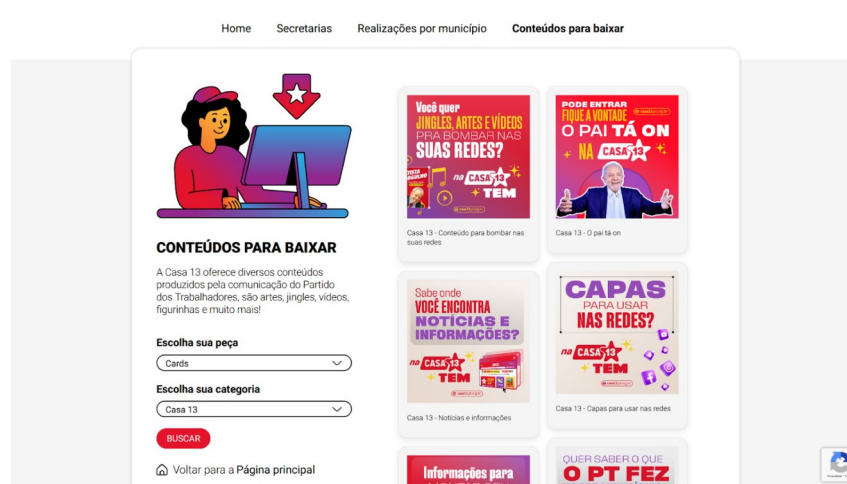 Home Secretarias Realizações por município Conteúdos para baixar
CONTEÚDOS PARA BAIXAR
A Casa 13 oferece diversos conteúdos
produzidos pela comunicação do Partido
dos Trabalhadores, são artes, jingles, vídeos,
figurinhas e muito mais!
Escolha sua peça
Cards
Escolha sua categoria
Casa 13
BUSCAR
Voltar para a Página principal
Você quer
JINGLES, ARTES E VÍDEOS
PRA BOMBAR NAS
SUAS REDES?
na CASA 13
TEM
Casa 13 - Conteúdo para bombar nas
suas redes
PODE ENTRAR
FIQUE A VONTADE
O PAI TÁ ON
NA CASA 13
Casa 13 - O pai tá on
Sabe onde
VOCÊ ENCONTRA
NOTÍCIAS E
INFORMAÇÕES?
na CASA 13
TEM
Casa 13 - Notícias e informações
CAPAS
PARA USAR
NAS REDES?
na CASA 13
TEM
Casa 13 - Capas para usar nas redes
Informações para
QUER SABER O QUE
O PT FEZ